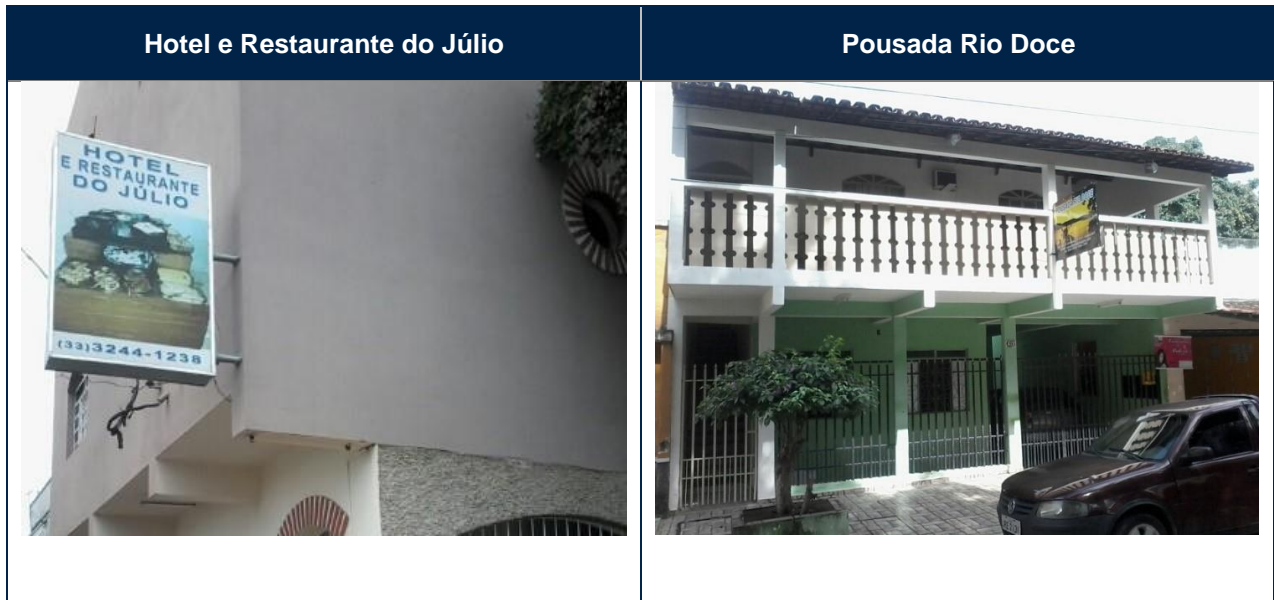 Hotel e Restaurante do Júlio
Pousada Rio Doce
HOTEL
E RESTAURANTE
DO JÚLIO
(33)3244-1238